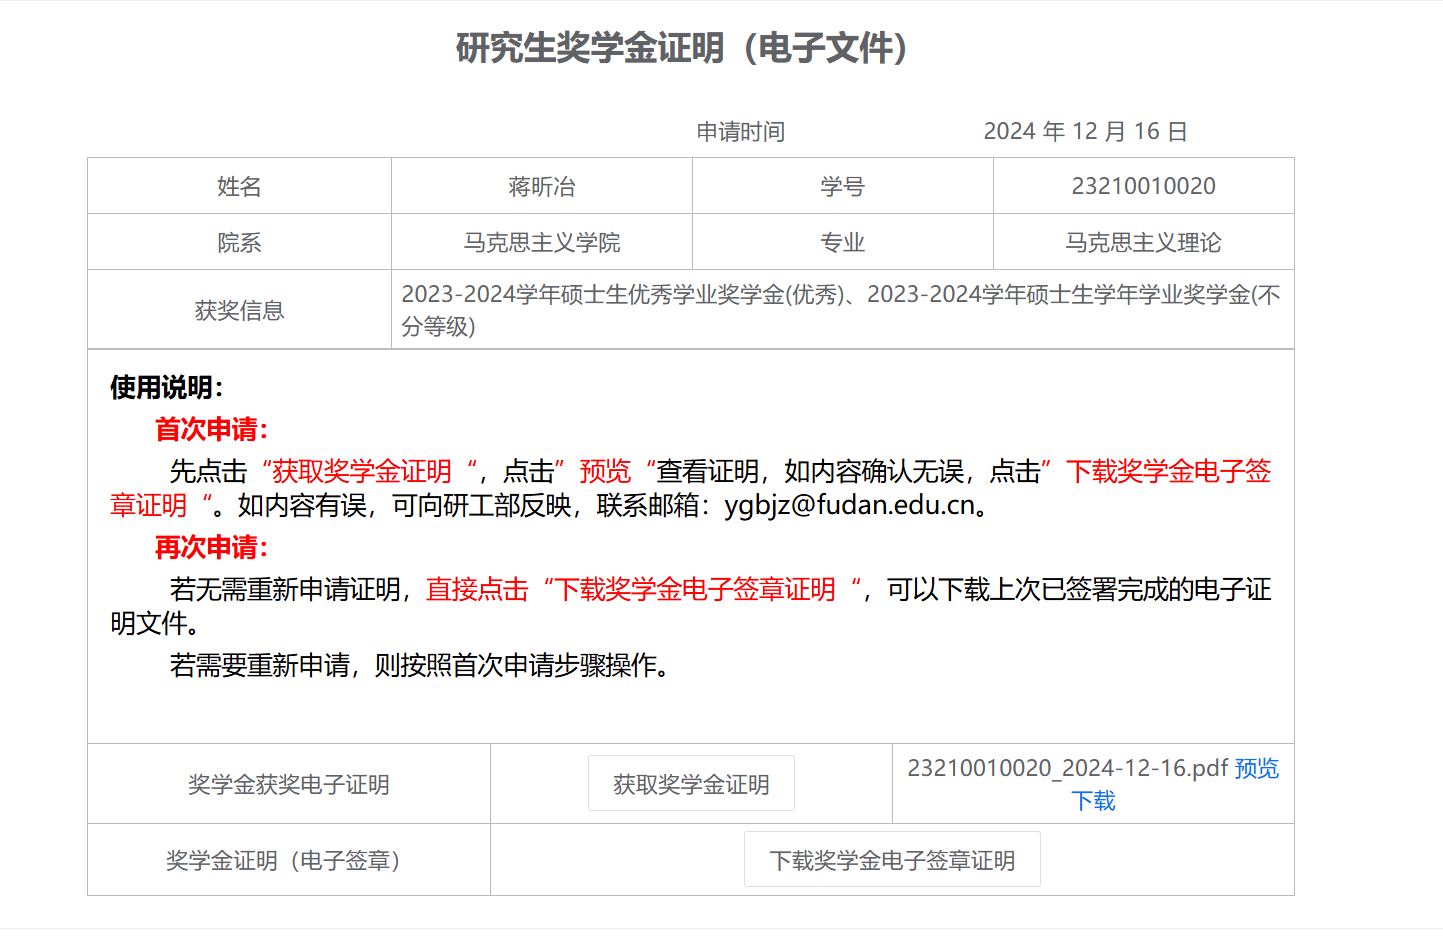 研究生奖学金证明（电子文件）
申请时间 2024 年 12 月 16 日
姓名 蒋昕冶 学号 23210010020
院系 马克思主义学院 专业 马克思主义理论
获奖信息 2023-2024学年硕士生优秀学业奖学金(优秀)、2023-2024学年硕士生学年学业奖学金(不
分等级)
使用说明：
首次申请：
先点击“获取奖学金证明“，点击”预览“查看证明，如内容确认无误，点击”下载奖学金电子签
章证明“。如内容有误，可向研工部反映，联系邮箱：ygbjz@fudan.edu.cn。
再次申请：
若无需重新申请证明，直接点击“下载奖学金电子签章证明“，可以下载上次已签署完成的电子证
明文件。
若需要重新申请，则按照首次申请步骤操作。
奖学金获奖电子证明 获取奖学金证明 23210010020_2024-12-16.pdf 预览
下载
奖学金证明（电子签章） 下载奖学金电子签章证明